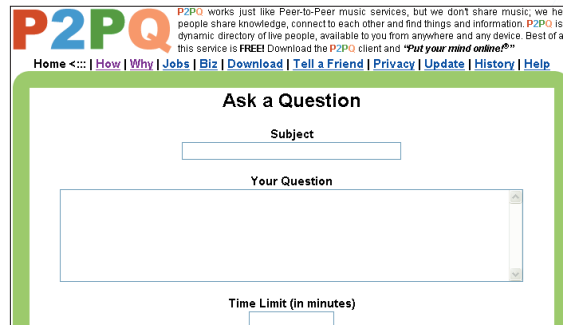 P2PQ
P2PQ works just like Peer-to-Peer music services, but we don't share music; we
people share knowledge, connect to each other and find things and information. P2PQ is
dynamic directory of live people, available to you from anywhere and any device. Best of
this service is FREE! Download the P2PQ client and "Put your mind online!®"
Home <::: | How | Why | Jobs | Biz | Download | Tell a Friend | Privacy | Update | History | Help
Ask a Question
Subject
Your Question
Time Limit (in minutes)